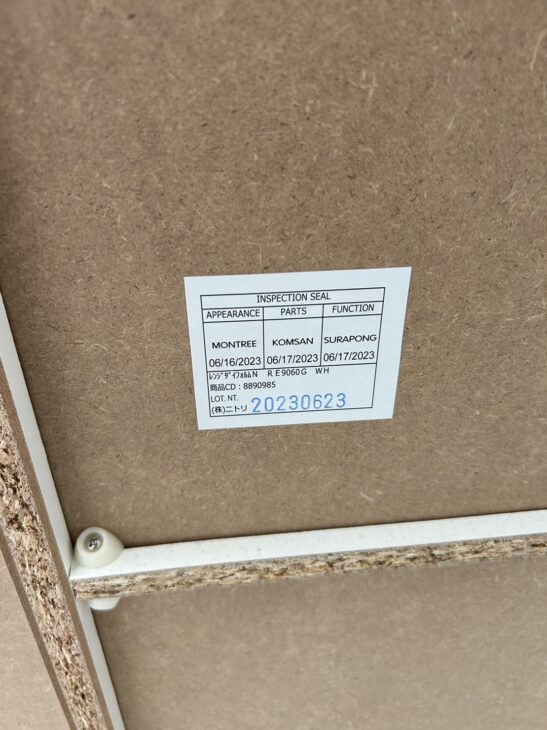 INSPECTION SEAL
APPEARANCE PARTS FUNCTION
MONTREE KOMSAN SURAPONG
06/16/2023 06/17/2023 06/17/2023
ﾚﾝｼﾞﾀﾞｲﾌｫﾙﾑN RE9060G WH
商品CD：8890985
LOT. NT. 20230623
(株)ニトリ